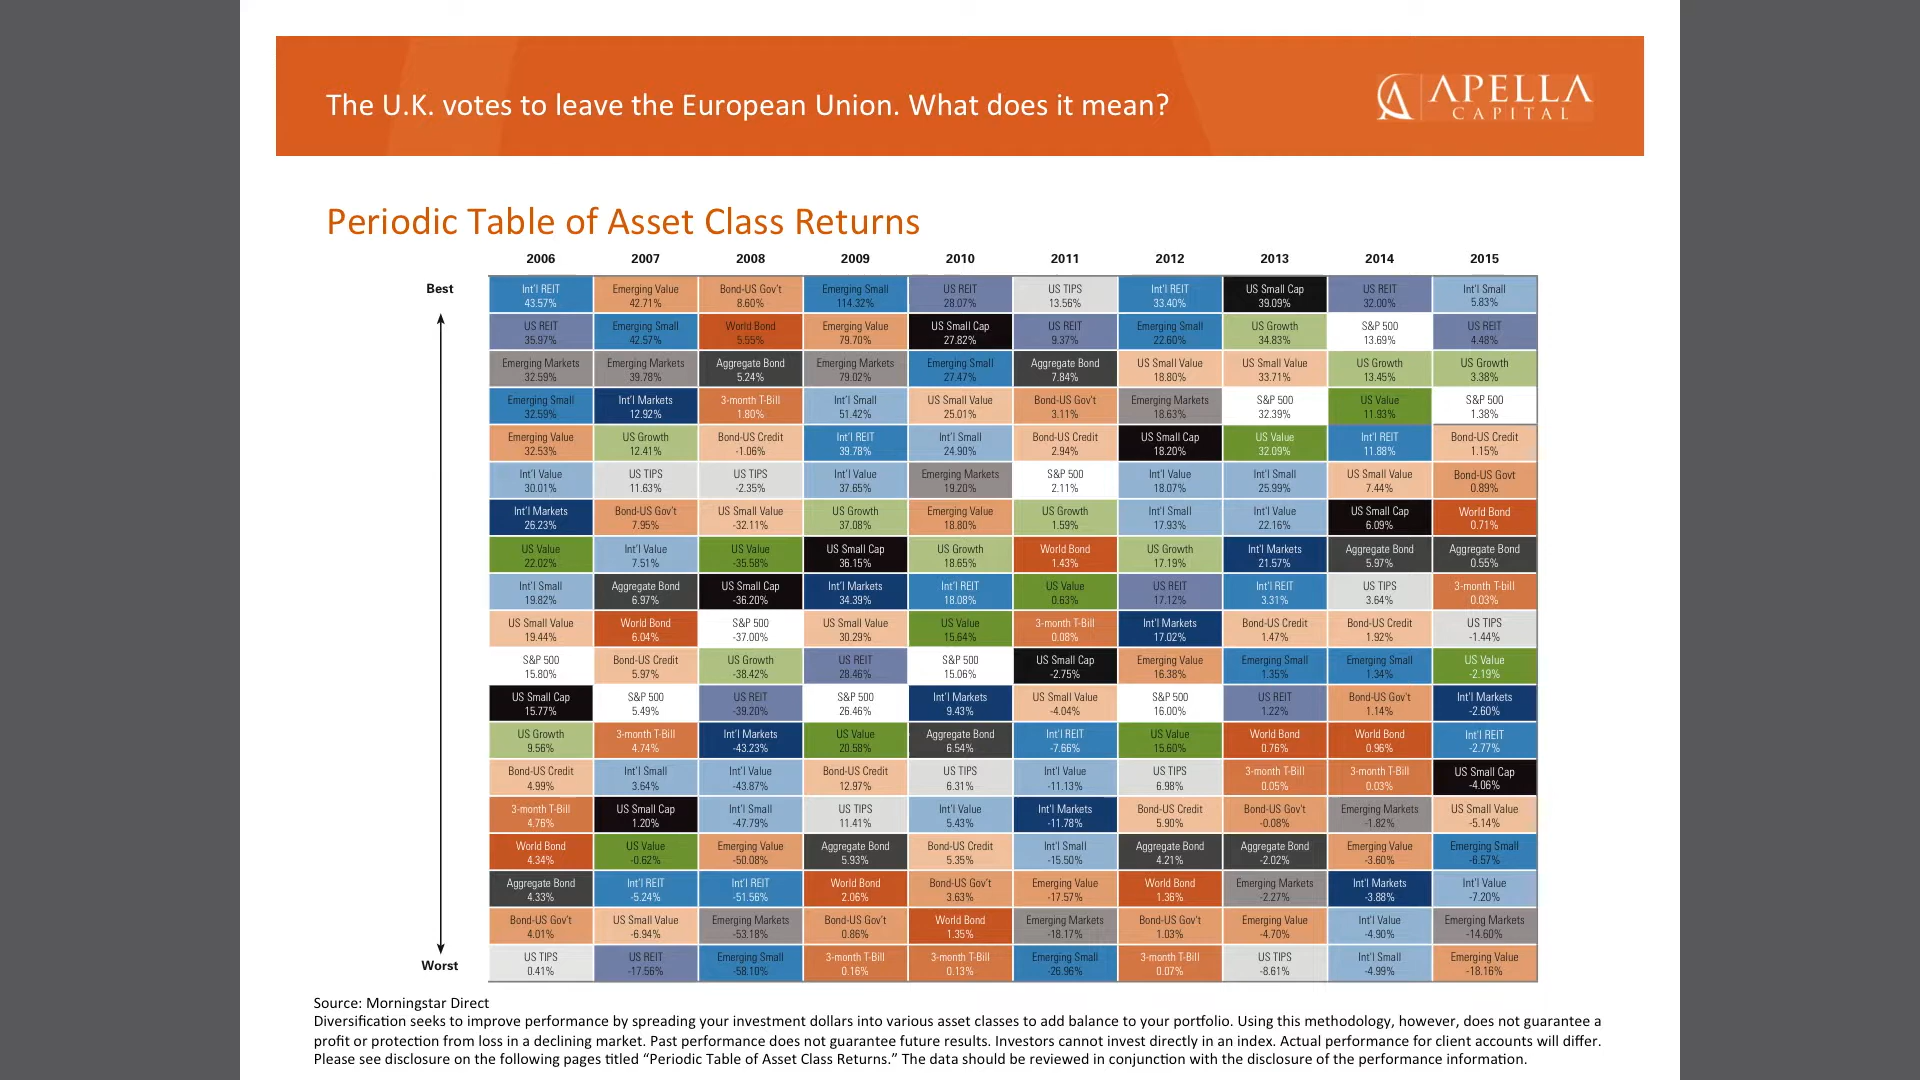 The U.K. votes to leave the European Union. What does it mean?
APELLA
CAPITAL
Periodic Table of Asset Class Returns
2006 2007 2008 2009 2010 2011 2012 2013 2014 2015
Best
Int'l REIT Emerging Value Bond-US Gov't Emerging Small US REIT US TIPS Int'l REIT US Small Cap US REIT Int'l Small
43.57% 42.71% 8.60% 114.32% 28.07% 13.56% 33.40% 39.09% 32.00% 5.83%
US REIT Emerging Small World Bond Emerging Value US Small Cap US REIT Emerging Small US Growth S&P 500 US REIT
35.97% 42.57% 5.55% 79.70% 27.82% 9.37% 22.60% 34.83% 13.69% 4.48%
Emerging Markets Emerging Markets Aggregate Bond Emerging Markets Emerging Small Aggregate Bond US Small Value US Small Value US Growth US Growth
32.59% 39.78% 5.24% 79.02% 27.47% 7.84% 18.80% 33.71% 13.45% 3.38%
Emerging Small Int'l Markets 3-month T-Bill Int'l Small US Small Value Bond-US Gov't Emerging Markets S&P 500 US Value S&P 500
32.59% 12.92% 1.80% 51.42% 25.01% 3.11% 18.63% 32.39% 11.93% 1.38%
Emerging Value US Growth Bond-US Credit Int'l REIT Int'l Small Bond-US Credit US Small Cap US Value Int'l REIT Bond-US Credit
32.53% 12.41% -1.06% 39.78% 24.90% 2.94% 18.20% 32.09% 11.88% 1.15%
Int'l Value US TIPS US TIPS Int'l Value Emerging Markets S&P 500 Int'l Value Int'l Small US Small Value Bond-US Govt
30.01% 11.63% -2.35% 37.65% 19.20% 2.11% 18.07% 25.99% 7.44% 0.89%
Int'l Markets Bond-US Gov't US Small Value US Growth Emerging Value US Growth Int'l Small Int'l Value US Small Cap World Bond
26.23% 7.95% -32.11% 37.08% 18.80% 1.59% 17.93% 22.16% 6.09% 0.71%
US Value Int'l Value US Value US Small Cap US Growth World Bond US Growth Int'l Markets Aggregate Bond Aggregate Bond
22.02% 7.51% -35.58% 36.15% 18.65% 1.43% 17.19% 21.57% 5.97% 0.55%
Int'l Small Aggregate Bond US Small Cap Int'l Markets Int'l REIT US Value US REIT Int'l REIT US TIPS 3-month T-bill
19.82% 6.97% -36.20% 34.39% 18.08% 0.63% 17.12% 3.31% 3.64% 0.03%
US Small Value World Bond S&P 500 US Small Value US Value 3-month T-Bill Int'l Markets Bond-US Credit Bond-US Credit US TIPS
19.44% 6.04% -37.00% 30.29% 15.64% 0.08% 17.02% 1.47% 1.92% -1.44%
S&P 500 Bond-US Credit US Growth US REIT S&P 500 US Small Cap Emerging Value Emerging Small Emerging Small US Value
15.80% 5.97% -38.42% 28.46% 15.06% -2.75% 16.38% 1.35% 1.34% -2.19%
US Small Cap S&P 500 US REIT S&P 500 Int'l Markets US Small Value S&P 500 US REIT Bond-US Gov't Int'l Markets
15.77% 5.49% -39.20% 26.46% 9.43% -4.04% 16.00% 1.22% 1.14% -2.60%
US Growth 3-month T-Bill Int'l Markets US Value Aggregate Bond Int'l REIT US Value World Bond World Bond Int'l REIT
9.56% 4.74% -43.23% 20.58% 6.54% -7.66% 15.60% 0.76% 0.96% -2.77%
Bond-US Credit Int'l Small Int'l Value Bond-US Credit US TIPS Int'l Value US TIPS 3-month T-Bill 3-month T-Bill US Small Cap
4.99% 3.64% -43.87% 12.97% 6.31% -11.13% 6.98% 0.05% 0.03% -4.06%
3-month T-Bill US Small Cap Int'l Small US TIPS Int'l Value Int'l Markets Bond-US Credit Bond-US Gov't Emerging Markets US Small Value
4.76% 1.20% -47.79% 11.41% 5.43% -11.78% 5.90% -0.08% -1.82% -5.14%
World Bond US Value Emerging Value Aggregate Bond Bond-US Credit Int'l Small Aggregate Bond Aggregate Bond Emerging Value Emerging Small
4.34% -0.62% -50.08% 5.93% 5.35% -15.50% 4.21% -2.02% -3.60% -6.57%
Aggregate Bond Int'l REIT Int'l REIT World Bond Bond-US Gov't Emerging Value World Bond Emerging Markets Int'l Markets Int'l Value
4.33% -5.24% -51.56% 2.06% 3.63% -17.57% 1.36% -2.27% -3.88% -7.20%
Bond-US Gov't US Small Value Emerging Markets Bond-US Gov't World Bond Emerging Markets Bond-US Gov't Emerging Value Int'l Value Emerging Markets
4.01% -6.94% -53.18% 0.86% 1.35% -18.17% 1.03% -4.70% -4.90% -14.60%
Worst
US TIPS US REIT Emerging Small 3-month T-Bill 3-month T-Bill Emerging Small 3-month T-Bill US TIPS Int'l Small Emerging Value
0.41% -17.56% -58.10% 0.16% 0.13% -26.96% 0.07% -8.61% -4.99% -18.16%
Source: Morningstar Direct
Diversification seeks to improve performance by spreading your investment dollars into various asset classes to add balance to your portfolio. Using this methodology, however, does not guarantee a
profit or protection from loss in a declining market. Past performance does not guarantee future results. Investors cannot invest directly in an index. Actual performance for client accounts will differ.
Please see disclosure on the following pages titled “Periodic Table of Asset Class Returns.” The data should be reviewed in conjunction with the disclosure of the performance information.